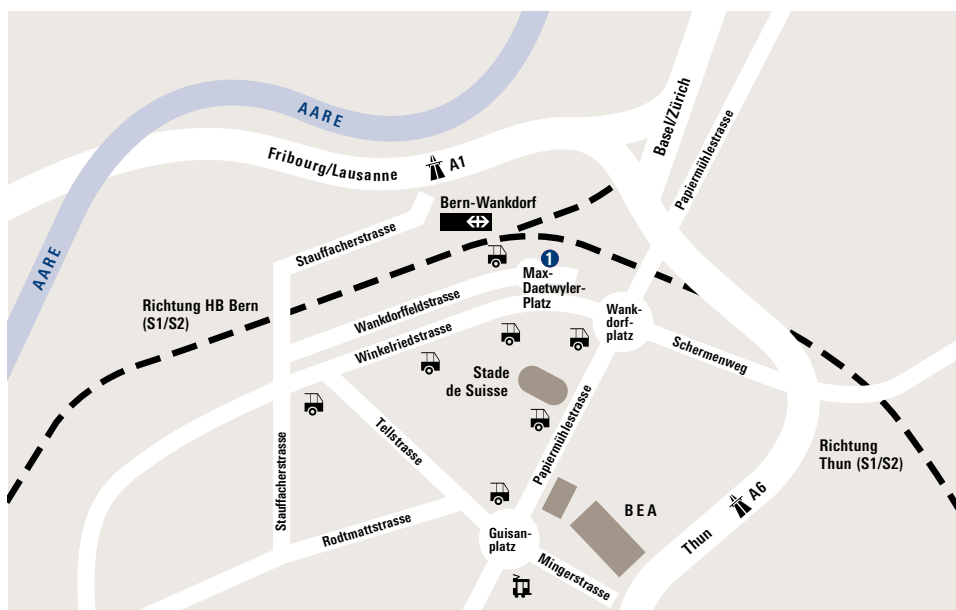 AARE
Fribourg/Lausanne
A1
Basel/Zürich
Papiermühlestrasse
Bern-Wankdorf
Stauffacherstrasse
AARE
1
Max-
Daetwyler-
Platz
Richtung HB Bern
(S1/S2)
Wankdorffeldstrasse
Wank-
dorf-
platz
Winkelriedstrasse
Schermenweg
Stade
de Suisse
Tellstrasse
Papiermühlestrasse
Richtung
Thun (S1/S2)
Stauffacherstrasse
BEA
A6
Thun
Rodtmattstrasse
Guisan-
platz
Mingerstrasse